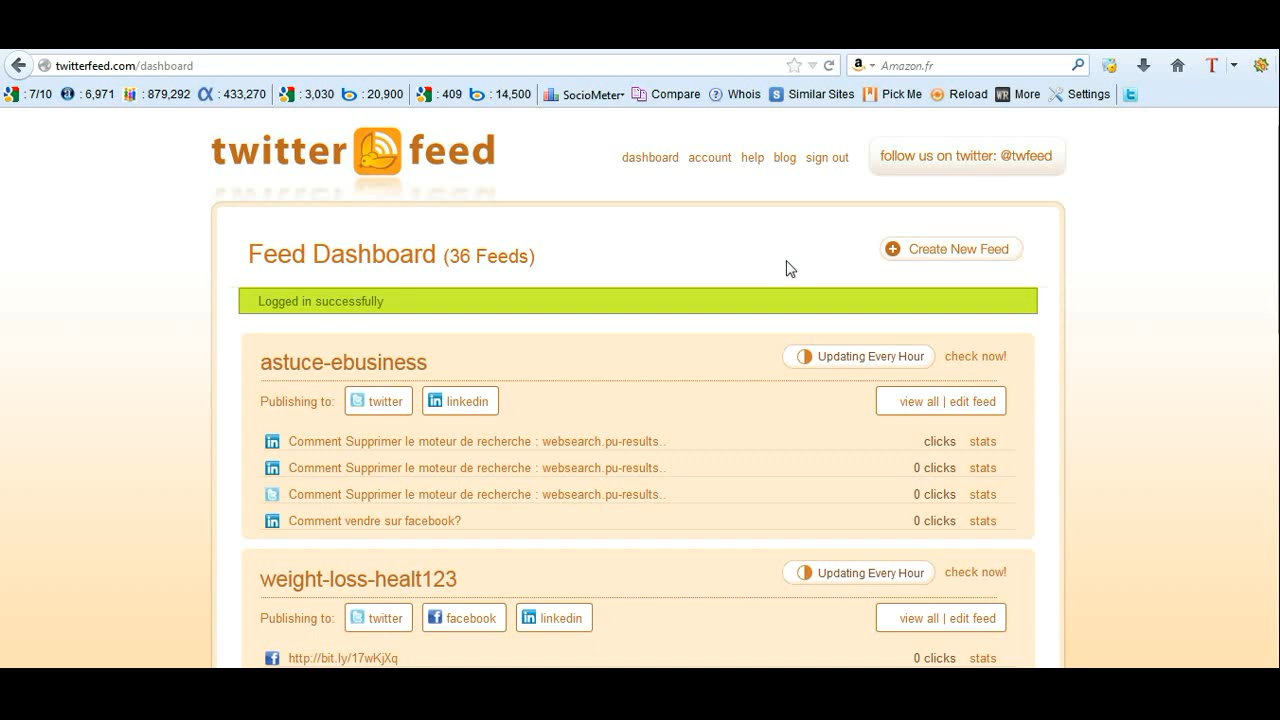 twitterfeed.com/dashboard
Amazon.fr
: 7/10 : 6,971 : 879,292 : 433,270 : 3,030 : 20,900 : 409 : 14,500 SocioMeter Compare Whois Similar Sites Pick Me Reload WR More Settings
twitter feed
dashboard account help blog sign out
follow us on twitter: @twfeed
Feed Dashboard (36 Feeds)
Create New Feed
Logged in successfully
astuce-ebusiness
Updating Every Hour check now!
Publishing to: twitter linkedin view all | edit feed
Comment Supprimer le moteur de recherche : websearch.pu-results.. clicks stats
Comment Supprimer le moteur de recherche : websearch.pu-results.. 0 clicks stats
Comment Supprimer le moteur de recherche : websearch.pu-results.. 0 clicks stats
Comment vendre sur facebook? 0 clicks stats
weight-loss-healt123
Updating Every Hour check now!
Publishing to: twitter facebook linkedin view all | edit feed
http://bit.ly/17wKjXq 0 clicks stats